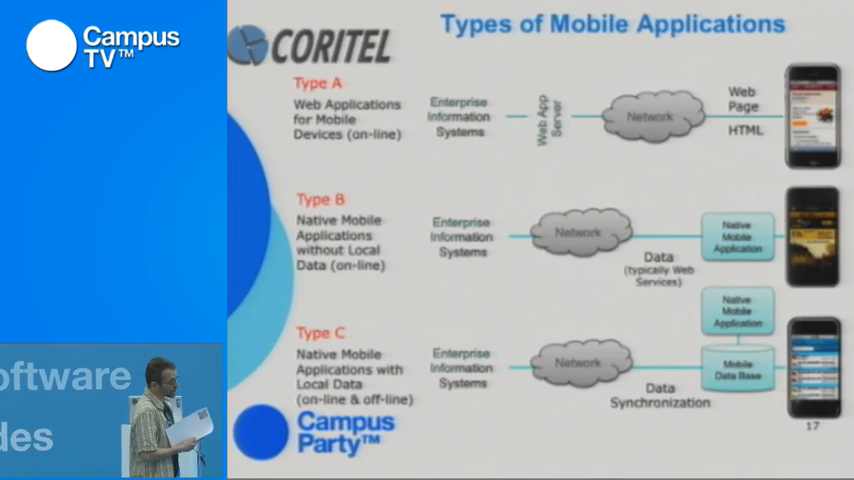 Campus
TV™
CORITEL
Types of Mobile Applications
Type A
Web Applications
for Mobile
Devices (on-line)
Enterprise
Information
Systems
Web App
Server
Network
Web
Page
HTML
Type B
Native Mobile
Applications
without Local
Data (on-line)
Enterprise
Information
Systems
Network
Data
(typically Web
Services)
Native
Mobile
Application
Type C
Native Mobile
Applications with
Local Data
(on-line & off-line)
Enterprise
Information
Systems
Network
Data
Synchronization
Native
Mobile
Application
Mobile
Data Base
17
Campus
Party™
oftware
des